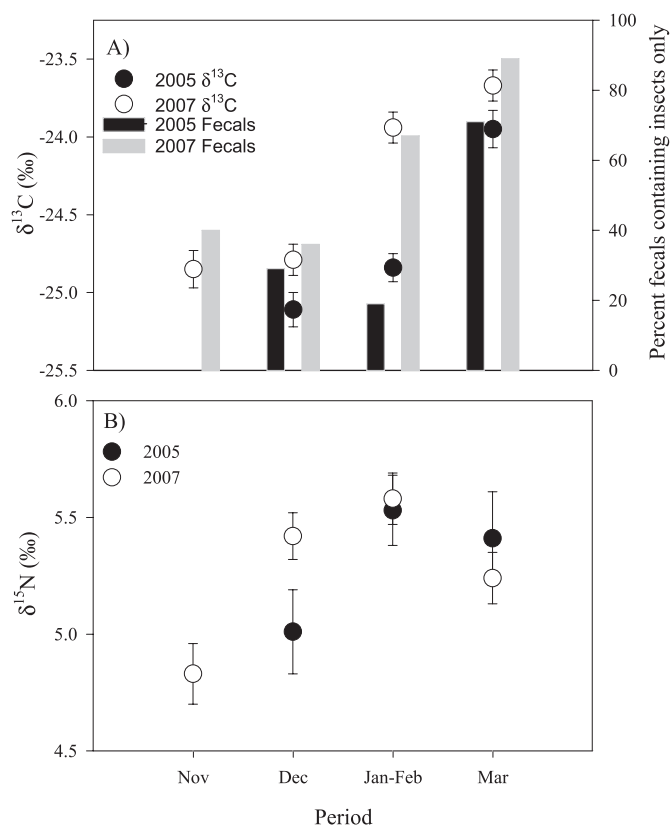 A)
2005 δ¹³C
2007 δ¹³C
2005 Fecals
2007 Fecals
-23.5
-24.0
-24.5
-25.0
-25.5
δ¹³C (‰)
100
80
60
40
20
0
Percent fecals containing insects only
B)
2005
2007
6.0
5.5
5.0
4.5
δ¹⁵N (‰)
Nov Dec Jan-Feb Mar
Period